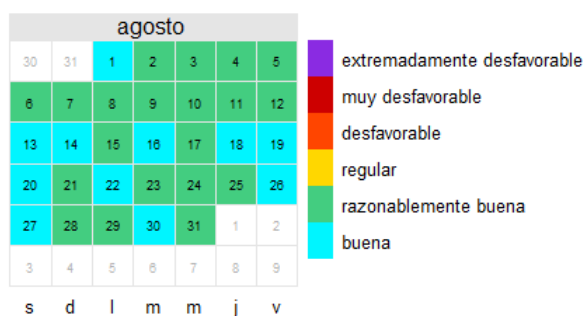 agosto
30 31 1 2 3 4 5
6 7 8 9 10 11 12
13 14 15 16 17 18 19
20 21 22 23 24 25 26
27 28 29 30 31 1 2
3 4 5 6 7 8 9
s d l m m j v
extremadamente desfavorable
muy desfavorable
desfavorable
regular
razonablemente buena
buena